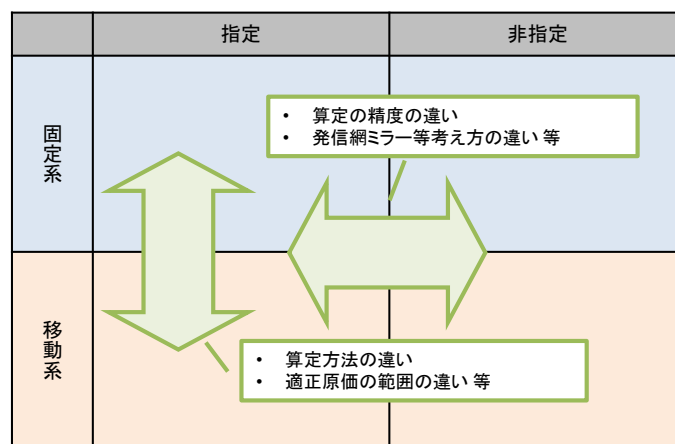 指定
非指定
固定系
• 算定の精度の違い
• 発信網ミラー等考え方の違い 等
移動系
• 算定方法の違い
• 適正原価の範囲の違い 等